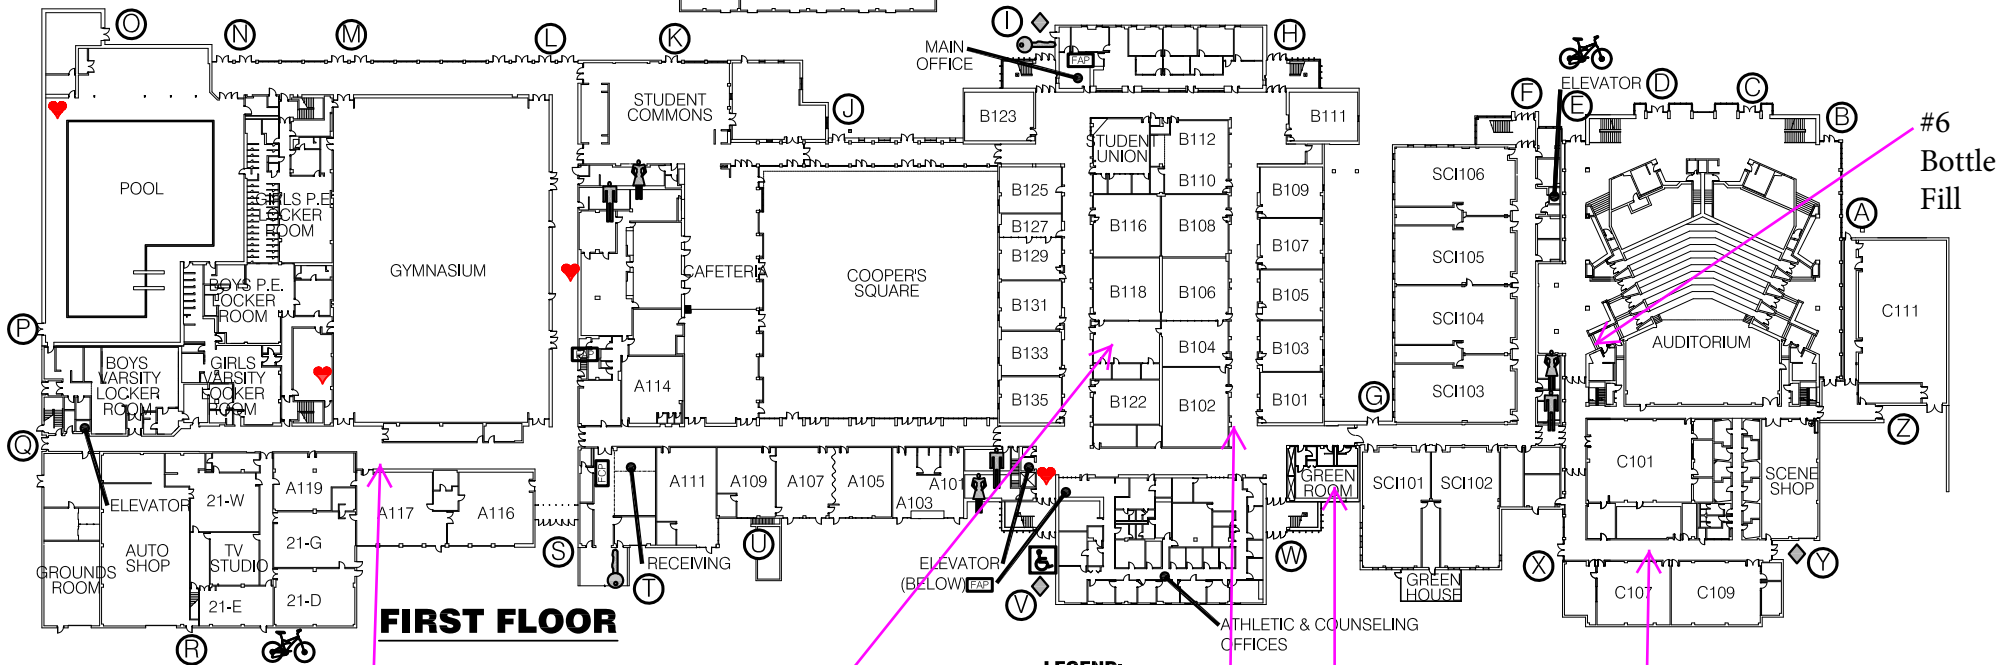 O
N
M
L
K
I
H
MAIN
OFFICE
FAP
ELEVATOR
D
C
F
E
B
J
STUDENT
COMMONS
B123
B111
#6
Bottle
Fill
STUDENT
UNION
B112
B110
POOL
GIRLS P.E.
LOCKER
ROOM
B125
B127
B129
B131
B133
B135
B116
B108
B118
B106
B104
B122
B102
B109
B107
B105
B103
B101
SCI106
SCI105
SCI104
SCI103
A
C111
GYMNASIUM
CAFETERIA
COOPER'S
SQUARE
BOYS P.E.
LOCKER
ROOM
AUDITORIUM
P
BOYS
VARSITY
LOCKER
ROOM
GIRLS
VARSITY
LOCKER
ROOM
A114
G
Z
Q
ELEVATOR
21-W
A119
A117
A116
FCP
A111
A109
A107
A105
A103
A101
GREEN
ROOM
SCI101
SCI102
C101
SCENE
SHOP
GROUNDS
ROOM
AUTO
SHOP
TV
STUDIO
21-G
21-E
21-D
S
T
RECEIVING
U
ELEVATOR
(BELOW)
FAP
V
W
X
Y
GREEN
HOUSE
C107
C109
R
FIRST FLOOR
ATHLETIC & COUNSELING
OFFICES
LEGEND: